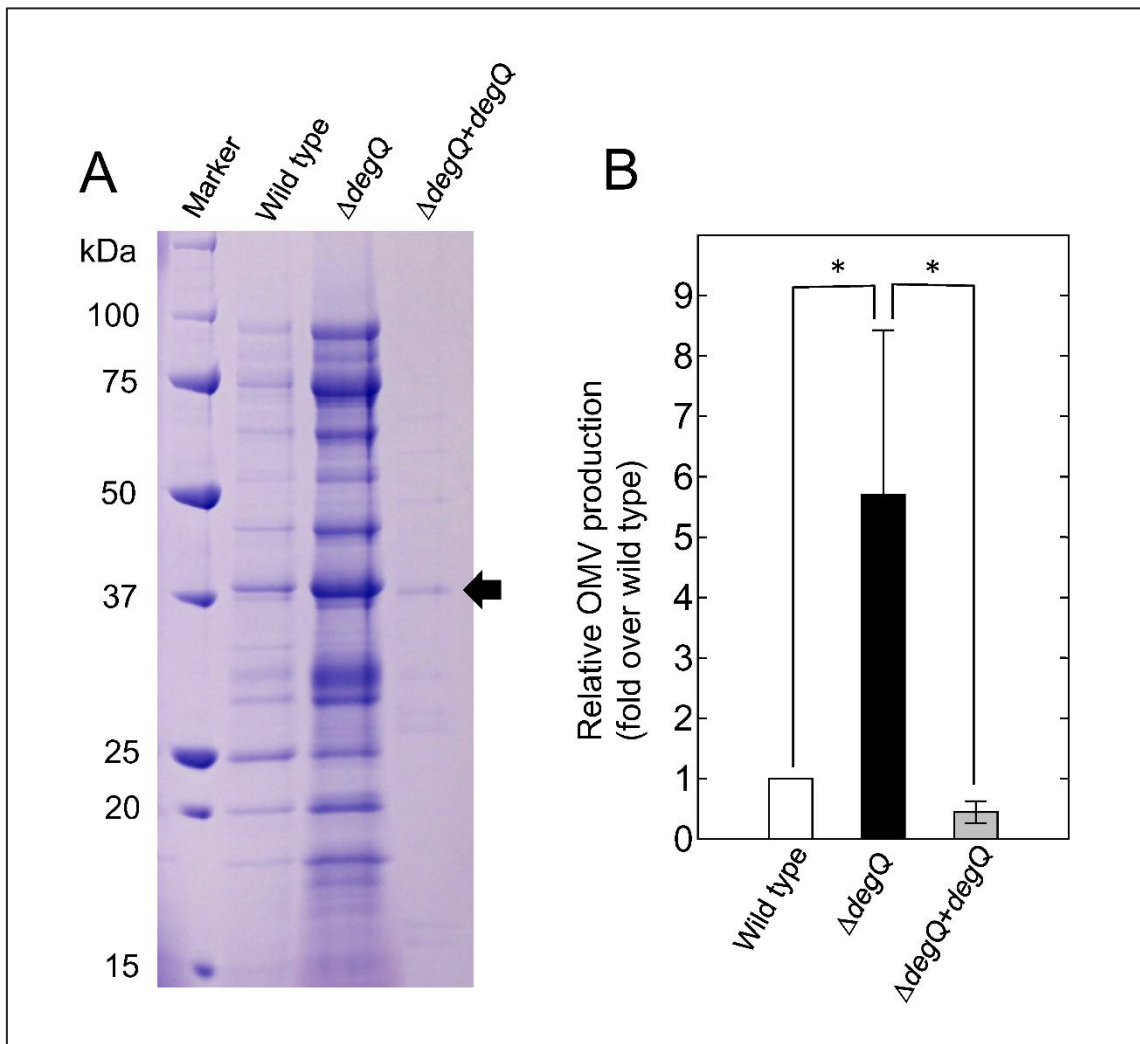 A
Marker
Wild type
ΔdegQ
ΔdegQ+degQ
kDa
100
75
50
37
25
20
15
B
Relative OMV production
(fold over wild type)
9
8
7
6
5
4
3
2
1
0
*
*
Wild type
ΔdegQ
ΔdegQ+degQ